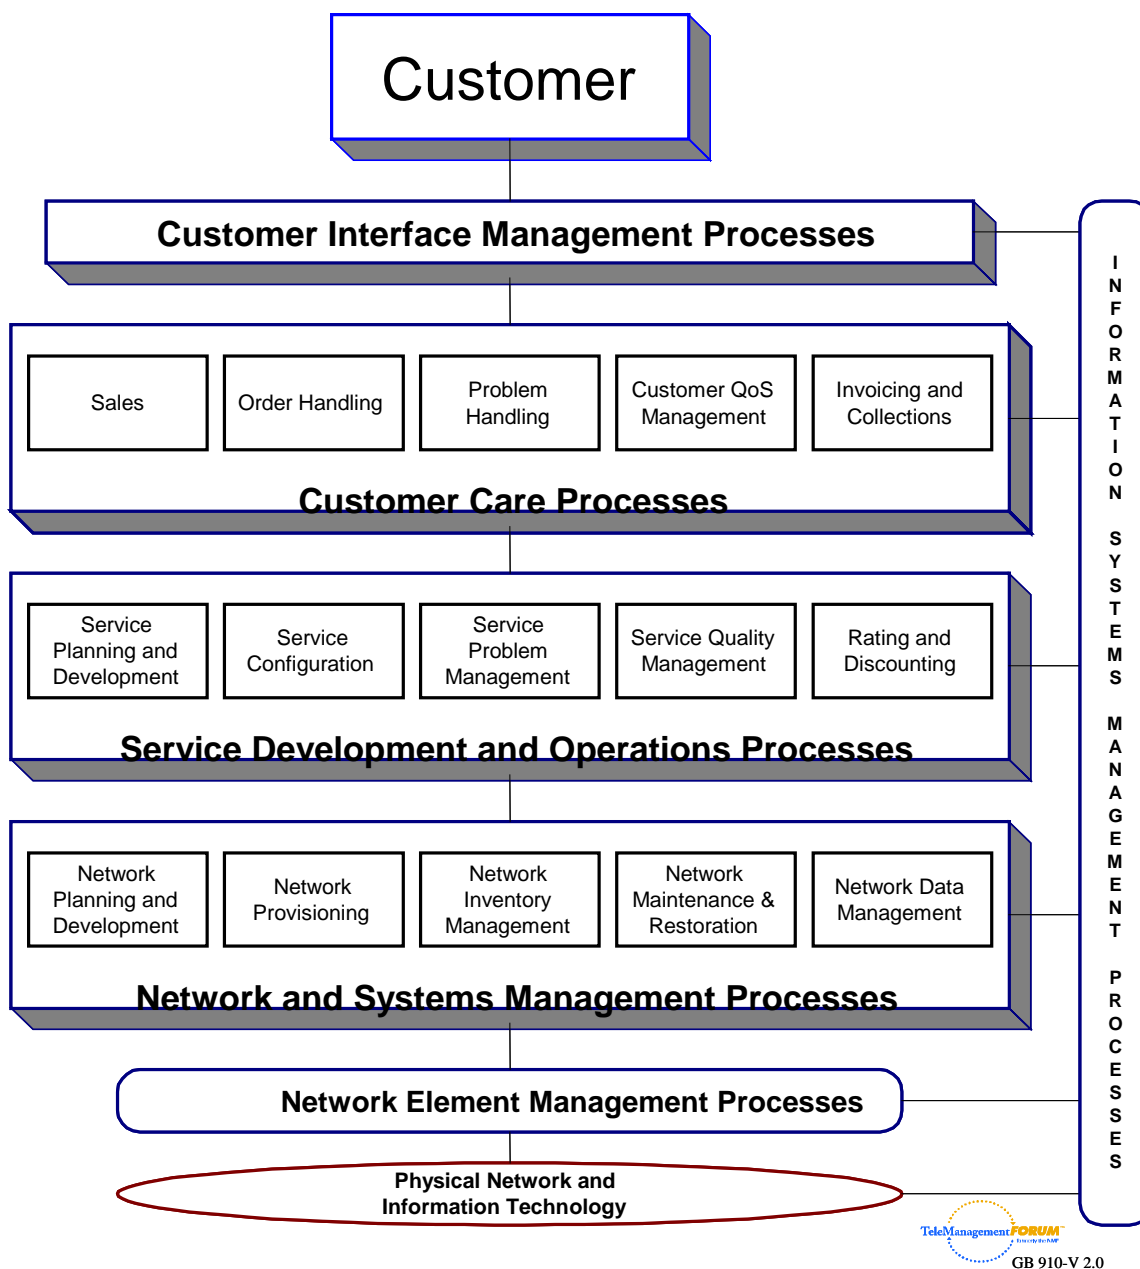 Customer
Customer Interface Management Processes
Sales
Order Handling
Problem
Handling
Customer QoS
Management
Invoicing and
Collections
Customer Care Processes
Service
Planning and
Development
Service
Configuration
Service
Problem
Management
Service Quality
Management
Rating and
Discounting
Service Development and Operations Processes
Network
Planning and
Development
Network
Provisioning
Network
Inventory
Management
Network
Maintenance &
Restoration
Network Data
Management
Network and Systems Management Processes
Network Element Management Processes
Physical Network and
Information Technology
INFORMATION SYSTEMS MANAGEMENT PROCESSES
TeleManagement FORUM™
formerly the NMF
GB 910-V 2.0